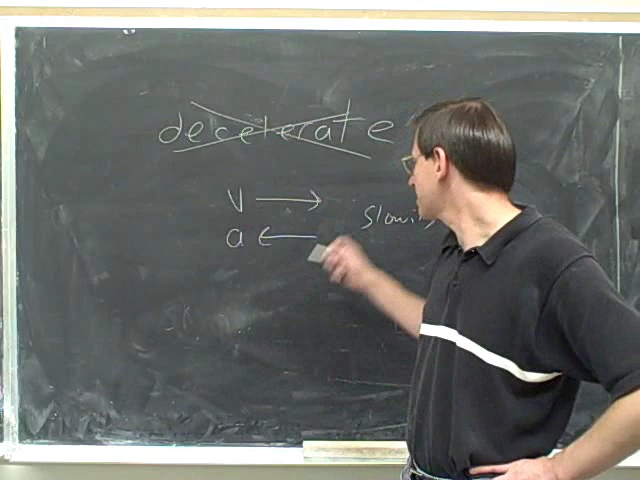 decelerate
V →
a ←